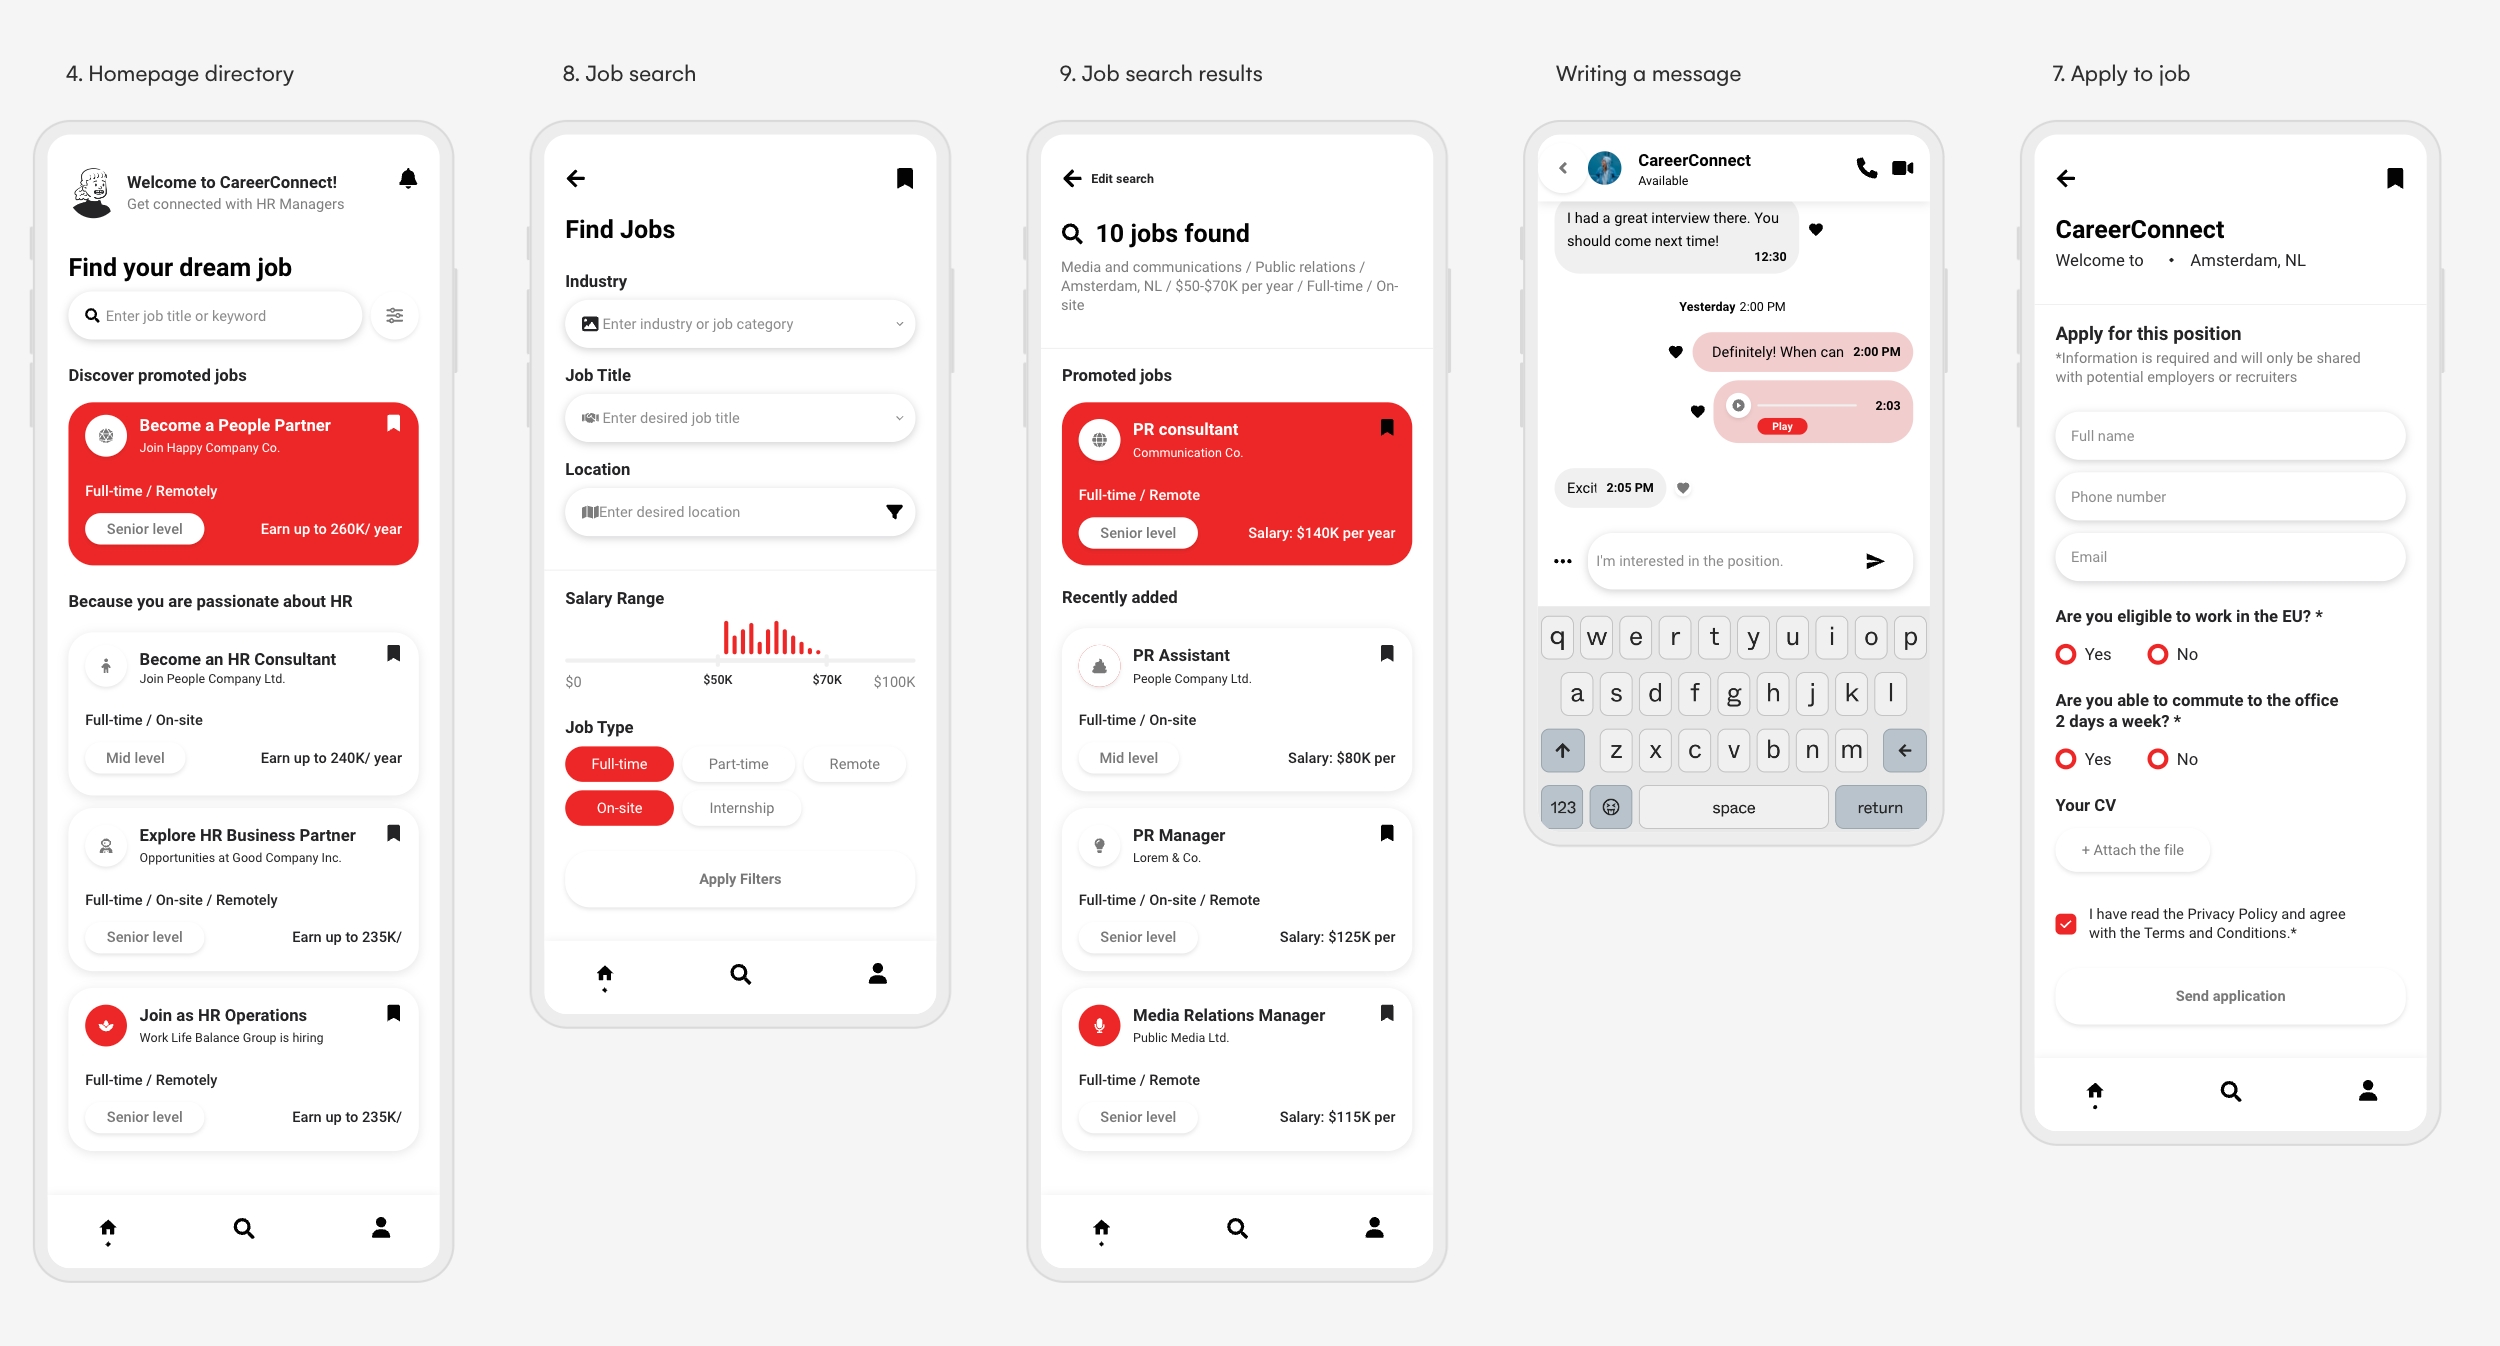 4. Homepage directory
Welcome to CareerConnect!
Get connected with HR Managers
Find your dream job
Enter job title or keyword
Discover promoted jobs
Become a People Partner
Join Happy Company Co.
Full-time / Remotely
Senior level
Earn up to 260K/ year
Because you are passionate about HR
Become an HR Consultant
Join People Company Ltd.
Full-time / On-site
Mid level
Earn up to 240K/ year
Explore HR Business Partner
Opportunities at Good Company Inc.
Full-time / On-site / Remotely
Senior level
Earn up to 235K/
Join as HR Operations
Work Life Balance Group is hiring
Full-time / Remotely
Senior level
Earn up to 235K/
8. Job search
Find Jobs
Industry
Enter industry or job category
Job Title
Enter desired job title
Location
Enter desired location
Salary Range
$0
$50K
$70K
$100K
Job Type
Full-time
Part-time
Remote
On-site
Internship
Apply Filters
9. Job search results
Edit search
10 jobs found
Media and communications / Public relations /
Amsterdam, NL / $50-$70K per year / Full-time / On-
site
Promoted jobs
PR consultant
Communication Co.
Full-time / Remote
Senior level
Salary: $140K per year
Recently added
PR Assistant
People Company Ltd.
Full-time / On-site
Mid level
Salary: $80K per
PR Manager
Lorem & Co.
Full-time / On-site / Remote
Senior level
Salary: $125K per
Media Relations Manager
Public Media Ltd.
Full-time / Remote
Senior level
Salary: $115K per
Writing a message
CareerConnect
Available
I had a great interview there. You
should come next time!
12:30
Yesterday 2:00 PM
Definitely! When can
2:00 PM
2:03
Play
Excit
2:05 PM
I'm interested in the position.
q w e r t y u i o p
a s d f g h j k l
z x c v b n m
123
space
return
7. Apply to job
CareerConnect
Welcome to • Amsterdam, NL
Apply for this position
*Information is required and will only be shared
with potential employers or recruiters
Full name
Phone number
Email
Are you eligible to work in the EU? *
Yes
No
Are you able to commute to the office
2 days a week? *
Yes
No
Your CV
+ Attach the file
I have read the Privacy Policy and agree
with the Terms and Conditions.*
Send application